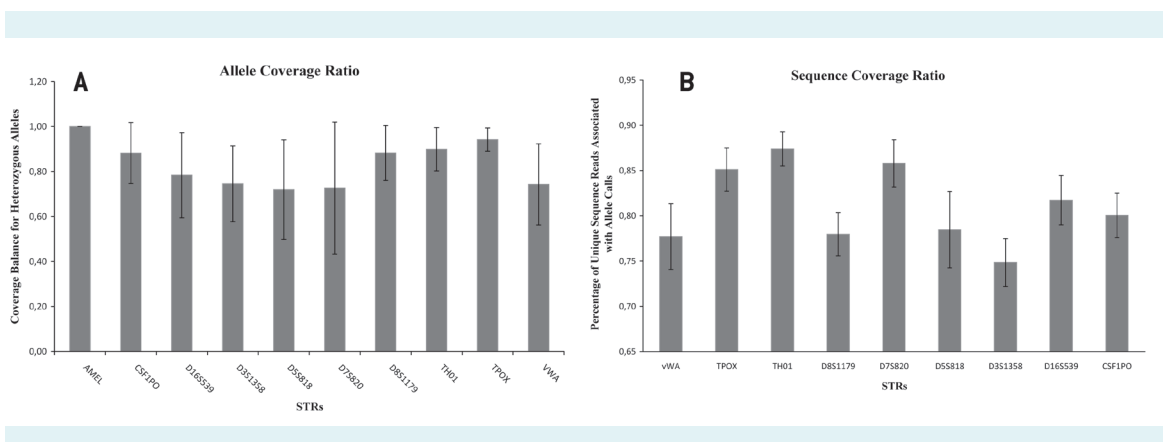 A
Allele Coverage Ratio
Coverage Balance for Heterozygous Alleles
1,20
1,00
0,80
0,60
0,40
0,20
0,00
AMEL
CSF1PO
D16S539
D3S1358
D5S818
D7S820
D8S1179
TH01
TPOX
VWA
STRs
B
Sequence Coverage Ratio
Percentage of Unique Sequence Reads Associated
with Allele Calls
0,95
0,90
0,85
0,80
0,75
0,70
0,65
vWA
TPOX
TH01
D8S1179
D7S820
D5S818
D3S1358
D16S539
CSF1PO
STRs